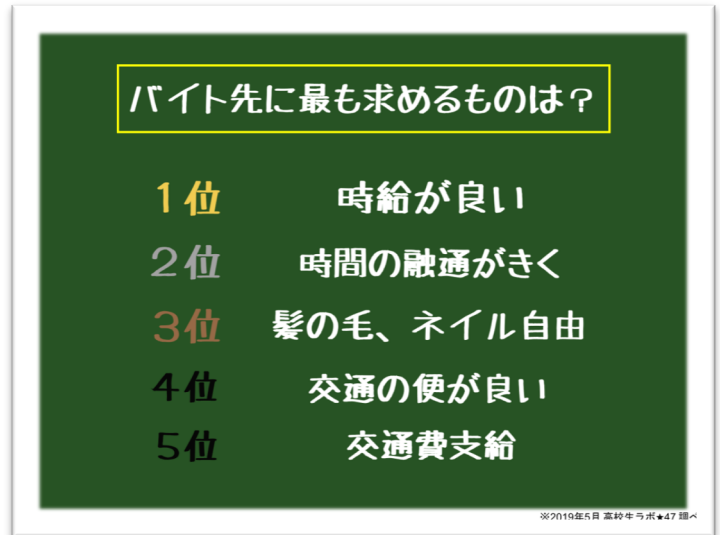 バイト先に最も求めるものは？
1位 時給が良い
2位 時間の融通がきく
3位 髪の毛、ネイル自由
4位 交通の便が良い
5位 交通費支給
※2019年5月 高校生ラボ★47 調べ